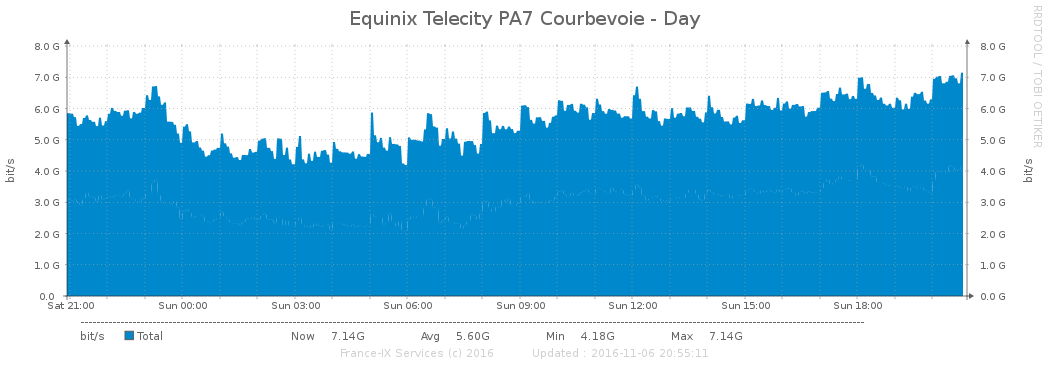 Equinix Telecity PA7 Courbevoie - Day
RRDTOOL / TOBI OETIKER
8.0 G 8.0 G
7.0 G 7.0 G
6.0 G 6.0 G
5.0 G 5.0 G
4.0 G 4.0 G
3.0 G 3.0 G
2.0 G 2.0 G
1.0 G 1.0 G
0.0 0.0 G
bit/s
bit/s
Sat 21:00 Sun 00:00 Sun 03:00 Sun 06:00 Sun 09:00 Sun 12:00 Sun 15:00 Sun 18:00
bit/s Total Now 7.14G Avg 5.60G Min 4.18G Max 7.14G
France-IX Services (c) 2016 Updated : 2016-11-06 20:55:11